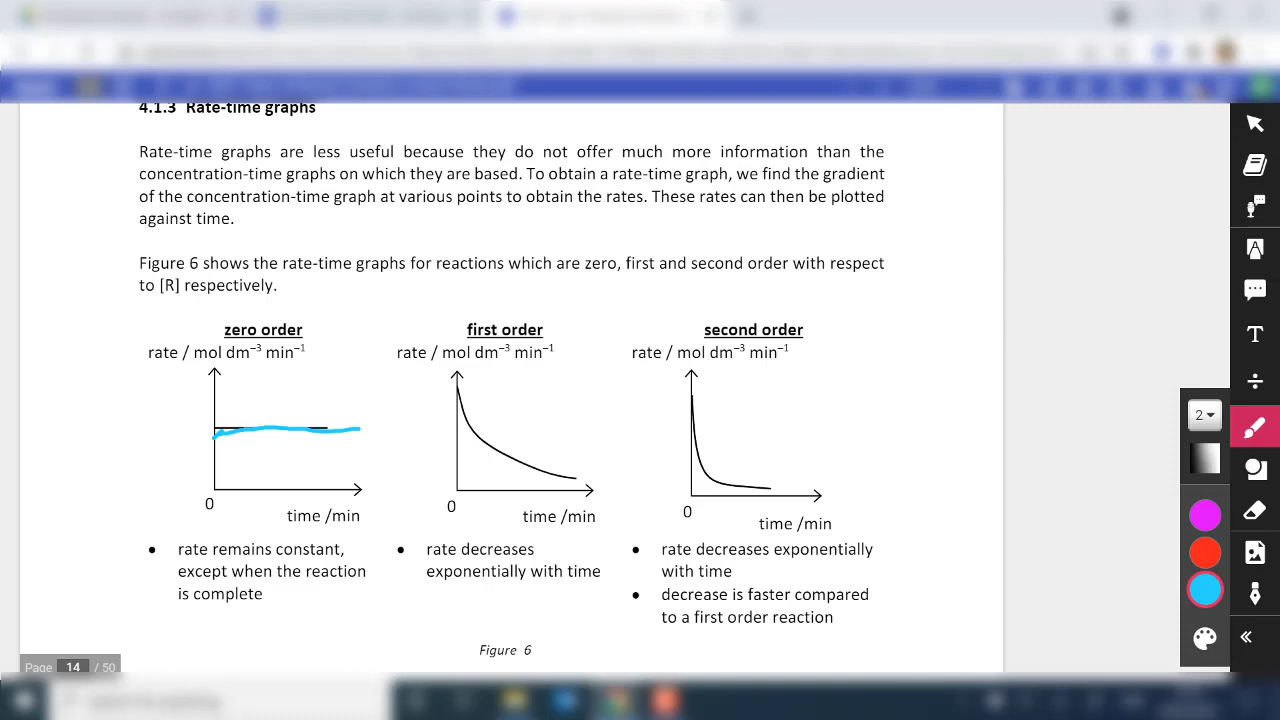 4.1.3 Rate-time graphs
Rate-time graphs are less useful because they do not offer much more information than the
concentration-time graphs on which they are based. To obtain a rate-time graph, we find the gradient
of the concentration-time graph at various points to obtain the rates. These rates can then be plotted
against time.
Figure 6 shows the rate-time graphs for reactions which are zero, first and second order with respect
to [R] respectively.
zero order
rate / mol dm⁻³ min⁻¹
0
time /min
rate remains constant,
except when the reaction
is complete
first order
rate / mol dm⁻³ min⁻¹
0
time /min
rate decreases
exponentially with time
second order
rate / mol dm⁻³ min⁻¹
0
time /min
rate decreases exponentially
with time
decrease is faster compared
to a first order reaction
Figure 6
Page 14 / 50
2
T